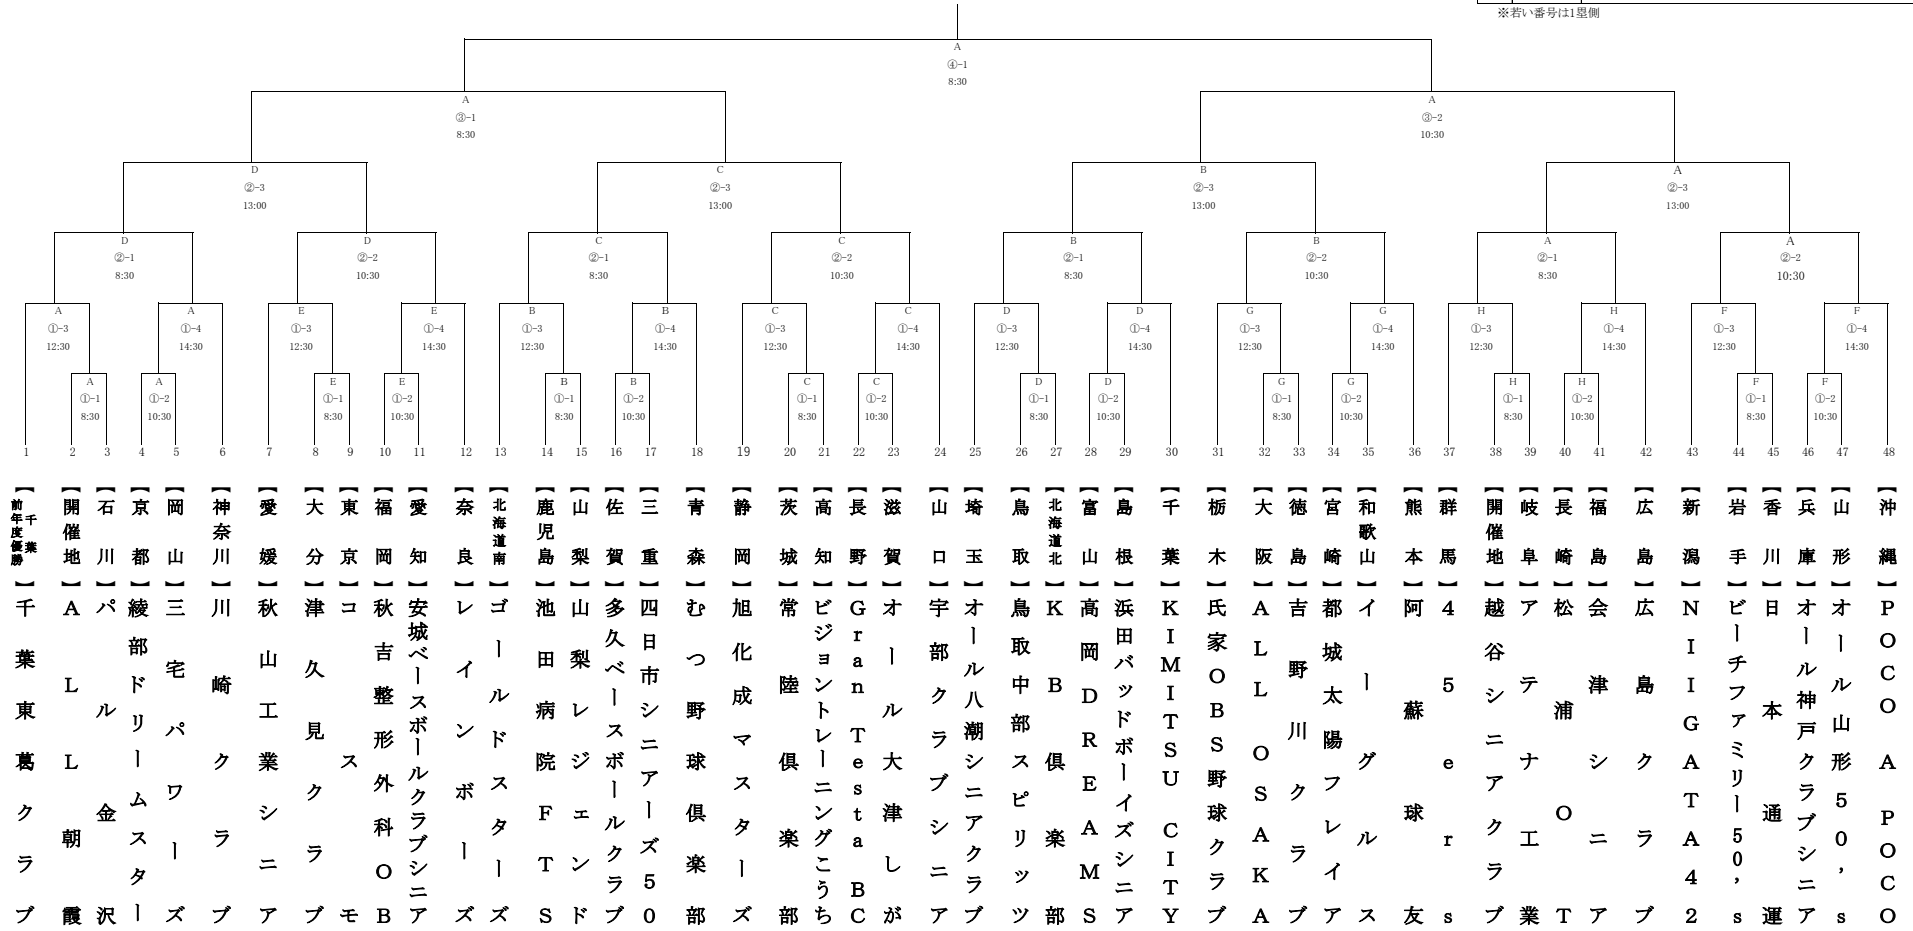 ※若い番号は1塁側
A
④-1
8:30
A
③-1
8:30
A
③-2
10:30
D
②-3
13:00
C
②-3
13:00
B
②-3
13:00
A
②-3
13:00
D
②-1
8:30
D
②-2
10:30
C
②-1
8:30
C
②-2
10:30
B
②-1
8:30
B
②-2
10:30
A
②-1
8:30
A
②-2
10:30
A
①-3
12:30
A
①-4
14:30
E
①-3
12:30
E
①-4
14:30
B
①-3
12:30
B
①-4
14:30
C
①-3
12:30
C
①-4
14:30
D
①-3
12:30
D
①-4
14:30
G
①-3
12:30
G
①-4
14:30
H
①-3
12:30
H
①-4
14:30
F
①-3
12:30
F
①-4
14:30
A
①-1
8:30
A
①-2
10:30
E
①-1
8:30
E
①-2
10:30
B
①-1
8:30
B
①-2
10:30
C
①-1
8:30
C
①-2
10:30
D
①-1
8:30
D
①-2
10:30
G
①-1
8:30
G
①-2
10:30
H
①-1
8:30
H
①-2
10:30
F
①-1
8:30
F
①-2
10:30
1 【千葉 前年度優勝】千葉東葛クラブ
2 【開催地】ALL朝霞
3 【石川】パル金沢
4 【京都】綾部ドリームスター
5 【岡山】三宅パワーズ
6 【神奈川】川崎クラブ
7 【愛媛】秋山工業シニア
8 【大分】津久見クラブ
9 【東京】コスモ
10 【福岡】秋吉整形外科OB
11 【愛知】安城ベースボールクラブシニア
12 【奈良】レインボーズ
13 【北海道南】ゴールドスターズ
14 【鹿児島】池田病院FTS
15 【山梨】山梨レジェンド
16 【佐賀】多久ベースボールクラブ
17 【三重】四日市シニアーズ50
18 【青森】むつ野球倶楽部
19 【静岡】旭化成マスターズ
20 【茨城】常陸倶楽部
21 【高知】ビジョントレーニングこうち
22 【長野】Gran Testa BC
23 【滋賀】オール大津しが
24 【山口】宇部クラブシニア
25 【埼玉】オール八潮シニアクラブ
26 【鳥取】鳥取中部スピリッツ
27 【北海道北】KB倶楽部
28 【富山】高岡DREAMS
29 【島根】浜田バッドボーイズシニア
30 【千葉】KIMITSU CITY
31 【栃木】氏家OBS野球クラブ
32 【大阪】ALL OSAKA
33 【徳島】吉野川クラブ
34 【宮崎】都城太陽フレイア
35 【和歌山】イーグルス
36 【熊本】阿蘇球友
37 【群馬】45ers
38 【開催地】越谷シニアクラブ
39 【岐阜】アテナ工業
40 【長崎】松浦OT
41 【福島】会津シニア
42 【広島】広島クラブ
43 【新潟】NIIGATA42
44 【岩手】ビーチファミリー50's
45 【香川】日本通運
46 【兵庫】オール神戸クラブシニア
47 【山形】オール山形50's
48 【沖縄】POCO A POCO